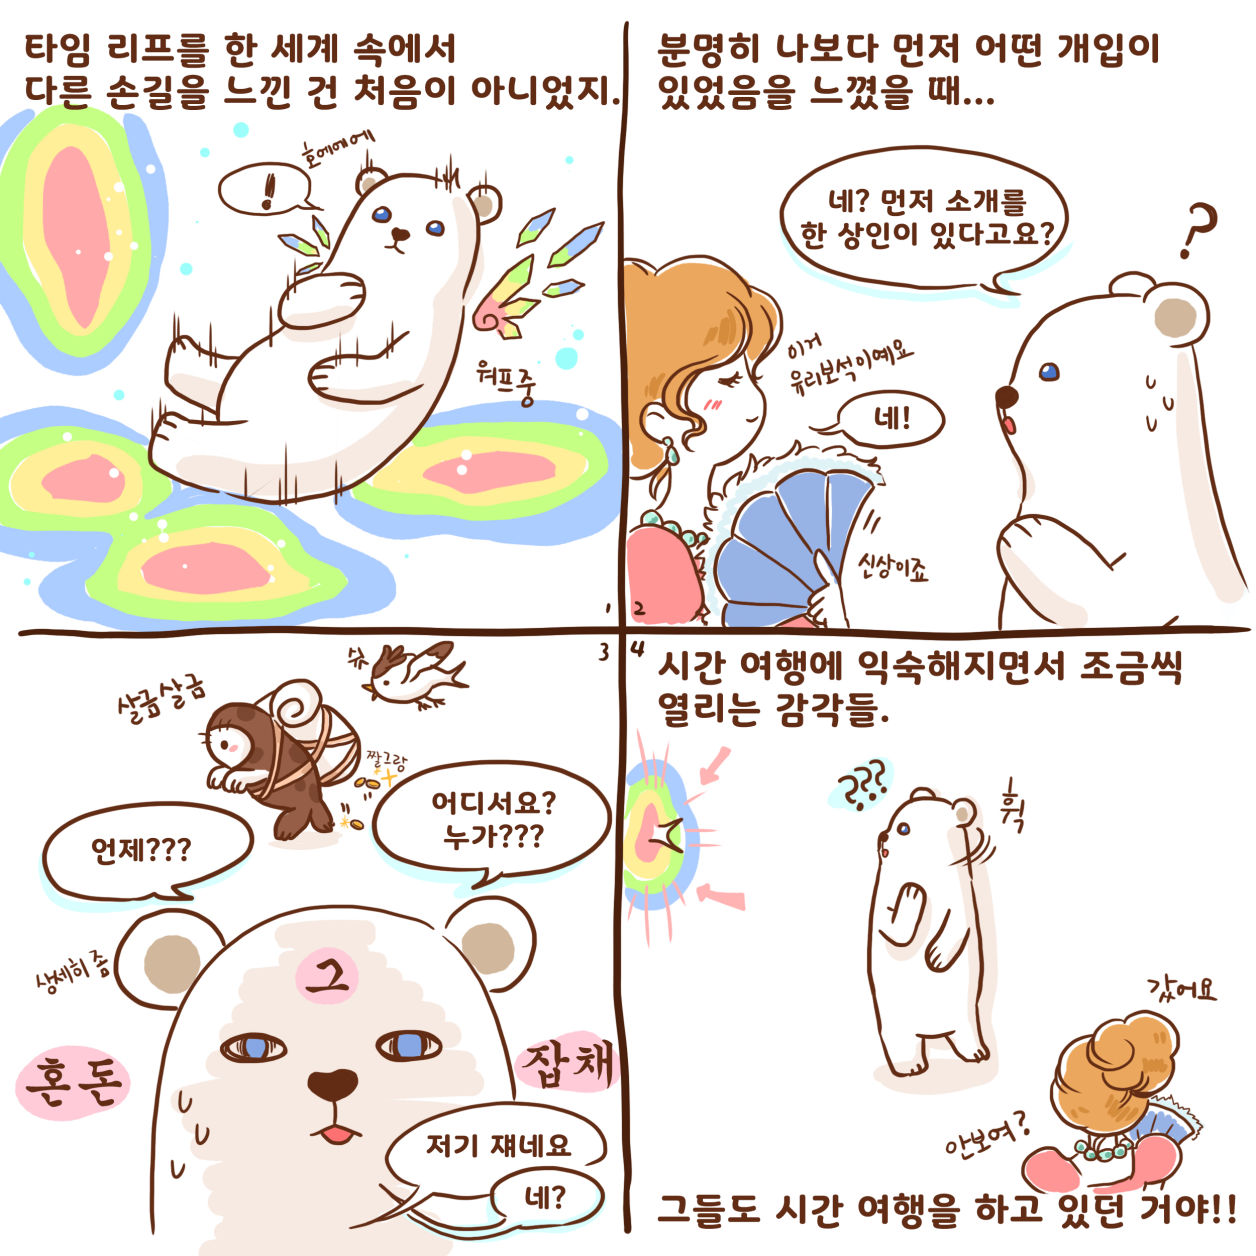 타임 리프를 한 세계 속에서
다른 손길을 느낀 건 처음이 아니었지.
호에에에
!
워프중
1
분명히 나보다 먼저 어떤 개입이
있었음을 느꼈을 때...
네? 먼저 소개를
한 상인이 있다고요?
?
이거
유리보석이예요
네!
신상이죠
2
3
슈
살금살금
짤그랑
어디서요?
누가???
언제???
생세히 좀
그
혼돈
잡채
저기 쟤네요
네?
4
시간 여행에 익숙해지면서 조금씩
열리는 감각들.
???
휙
갔어요
안보여?
그들도 시간 여행을 하고 있던 거야!!